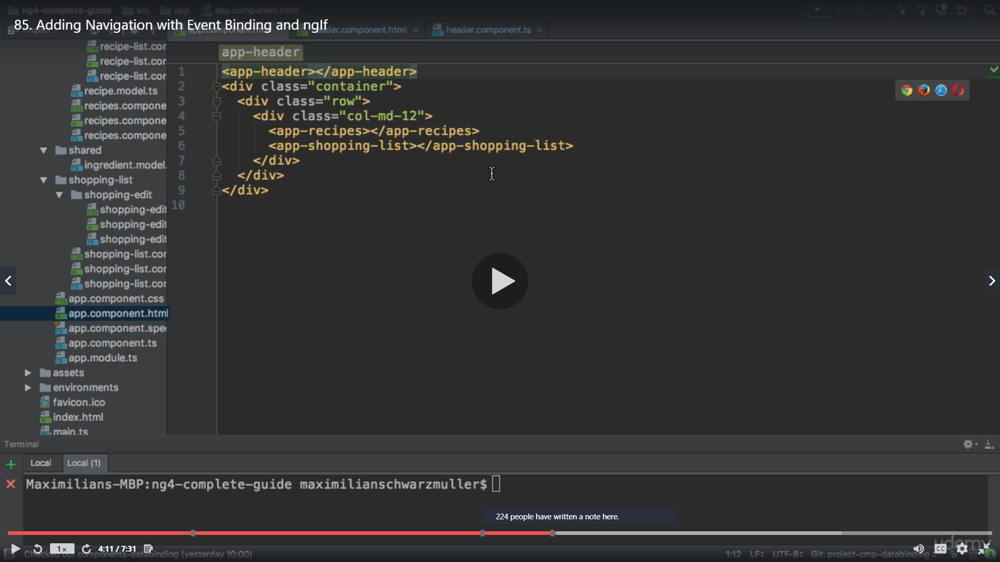 ng4-complete-guide src app app.component.html
85. Adding Navigation with Event Binding and ngIf
Project app.component.html header.component.html header.component.ts
recipe-list.cor
recipe-list.cor
recipe-list.cor
recipe.model.ts
recipes.compone
recipes.compone
recipes.compone
shared
ingredient.model.
shopping-list
shopping-edit
shopping-edit
shopping-edit
shopping-edit
shopping-list.cor
shopping-list.cor
shopping-list.cor
app.component.css
app.component.html
app.component.spe
app.component.ts
app.module.ts
assets
environments
favicon.ico
index.html
main.ts
app-header
1 <app-header></app-header>
2 <div class="container">
3 <div class="row">
4 <div class="col-md-12">
5 <app-recipes></app-recipes>
6 <app-shopping-list></app-shopping-list>
7 </div>
8 </div>
9 </div>
10
Terminal
Local Local (1)
Maximilians-MBP:ng4-complete-guide maximilianschwarzmuller$
224 people have written a note here.
1x 4:11 / 7:31
CC
udemy
Checked out components-databinding (yesterday 10:00) 1:12 LF UTF-8 Git: project-cmp-databinding